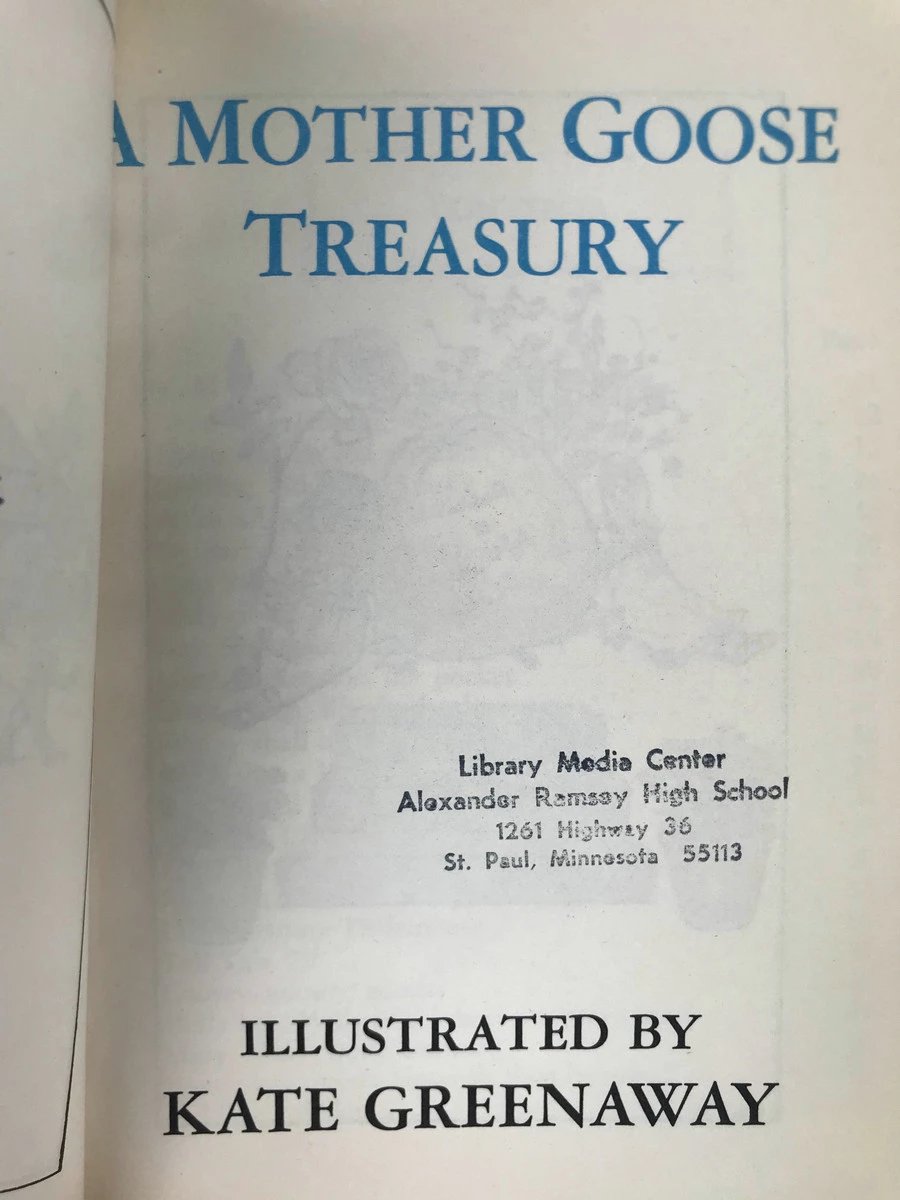 A MOTHER GOOSE
TREASURY
Library Media Center
Alexander Ramsey High School
1261 Highway 36
St. Paul, Minnesota 55113
ILLUSTRATED BY
KATE GREENAWAY